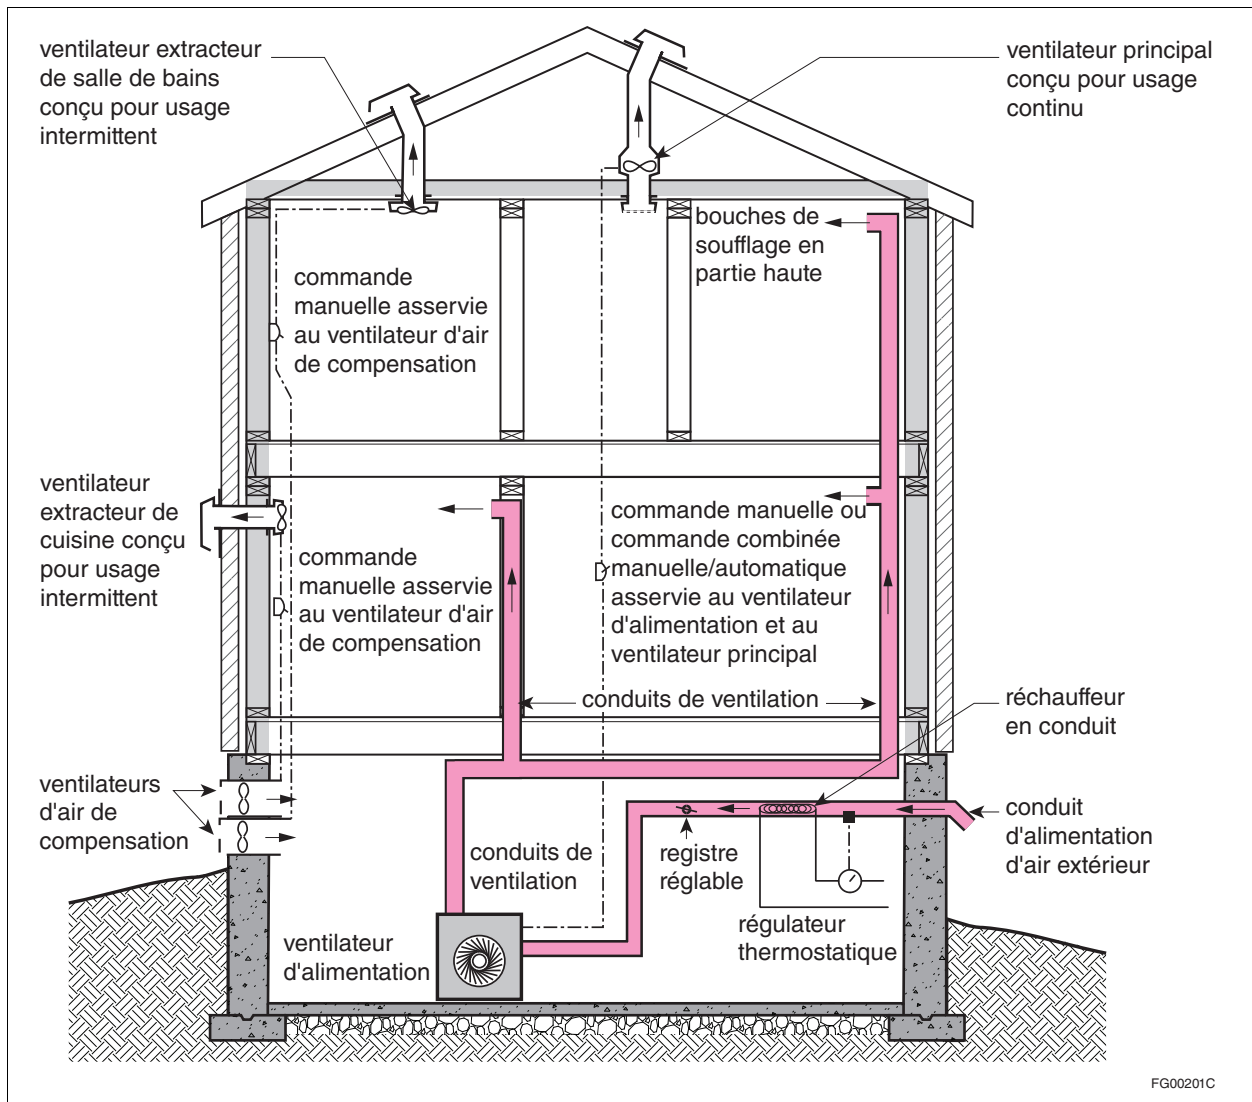 ventilateur extracteur
de salle de bains
conçu pour usage
intermittent
ventilateur principal
conçu pour usage
continu
bouches de
soufflage en
partie haute
commande
manuelle asservie
au ventilateur d'air
de compensation
ventilateur
extracteur de
cuisine conçu
pour usage
intermittent
commande
manuelle asservie
au ventilateur d'air
de compensation
commande manuelle ou
commande combinée
manuelle/automatique
asservie au ventilateur
d'alimentation et au
ventilateur principal
conduits de ventilation
réchauffeur
en conduit
ventilateurs
d'air de
compensation
conduits de
ventilation
registre
réglable
conduit
d'alimentation
d'air extérieur
régulateur
thermostatique
ventilateur
d'alimentation
FG00201C